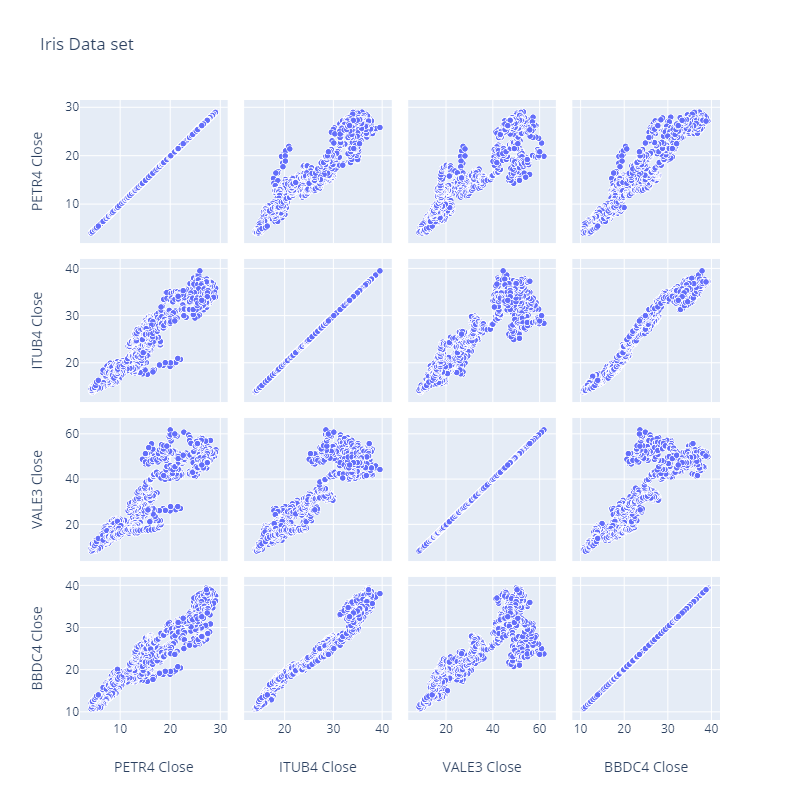 Iris Data set
30
20
10
PETR4 Close
40
30
20
ITUB4 Close
60
40
20
VALE3 Close
40
30
20
10
BBDC4 Close
10 20 30 20 30 40 20 40 60 10 20 30 40
PETR4 Close ITUB4 Close VALE3 Close BBDC4 Close